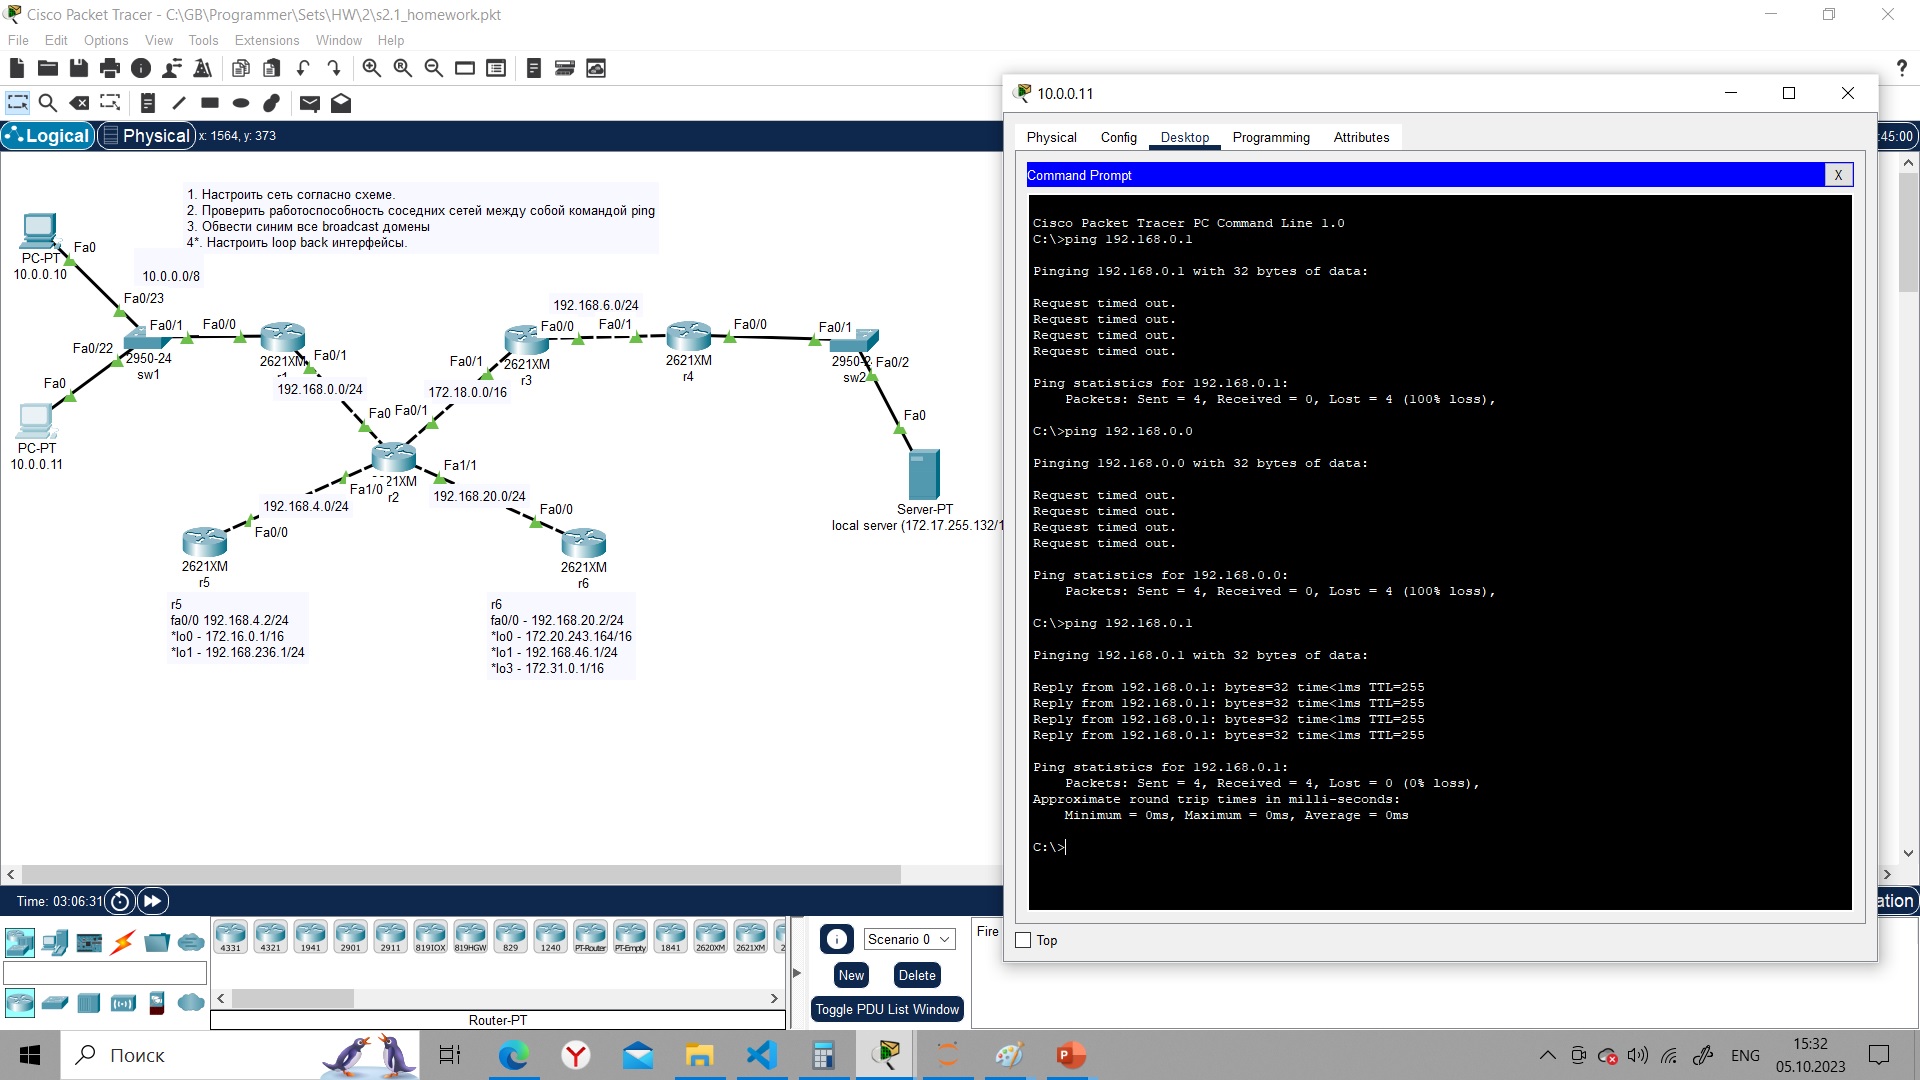 Cisco Packet Tracer - C:\GB\Programmer\Sets\HW\2\s2.1_homework.pkt
File Edit Options View Tools Extensions Window Help
Logical Physical x: 1564, y: 373
:45:00
1. Настроить сеть согласно схеме.
2. Проверить работоспособность соседних сетей между собой командой ping
3. Обвести синим все broadcast домены
4*. Настроить loop back интерфейсы.
Fa0
PC-PT
10.0.0.10
10.0.0.0/8
Fa0/23
Fa0/1
Fa0/0
Fa0/22
2950-24
sw1
Fa0
PC-PT
10.0.0.11
2621XM
Fa0/1
192.168.0.0/24
192.168.6.0/24
Fa0/0
Fa0/1
Fa0/1
2621XM
r3
172.18.0.0/16
2621XM
r4
Fa0/0
Fa0/1
sw2
Fa0/2
Fa0
Server-PT
local server (172.17.255.132/1
Fa0
Fa0/1
Fa1/1
Fa1/0
21XM
r2
192.168.4.0/24
192.168.20.0/24
Fa0/0
Fa0/0
2621XM
r5
2621XM
r6
r5
fa0/0 192.168.4.2/24
*lo0 - 172.16.0.1/16
*lo1 - 192.168.236.1/24
r6
fa0/0 - 192.168.20.2/24
*lo0 - 172.20.243.164/16
*lo1 - 192.168.46.1/24
*lo3 - 172.31.0.1/16
10.0.0.11
Physical Config Desktop Programming Attributes
Command Prompt
X
Cisco Packet Tracer PC Command Line 1.0
C:\>ping 192.168.0.1
Pinging 192.168.0.1 with 32 bytes of data:
Request timed out.
Request timed out.
Request timed out.
Request timed out.
Ping statistics for 192.168.0.1:
Packets: Sent = 4, Received = 0, Lost = 4 (100% loss),
C:\>ping 192.168.0.0
Pinging 192.168.0.0 with 32 bytes of data:
Request timed out.
Request timed out.
Request timed out.
Request timed out.
Ping statistics for 192.168.0.0:
Packets: Sent = 4, Received = 0, Lost = 4 (100% loss),
C:\>ping 192.168.0.1
Pinging 192.168.0.1 with 32 bytes of data:
Reply from 192.168.0.1: bytes=32 time<1ms TTL=255
Reply from 192.168.0.1: bytes=32 time<1ms TTL=255
Reply from 192.168.0.1: bytes=32 time<1ms TTL=255
Reply from 192.168.0.1: bytes=32 time<1ms TTL=255
Ping statistics for 192.168.0.1:
Packets: Sent = 4, Received = 4, Lost = 0 (0% loss),
Approximate round trip times in milli-seconds:
Minimum = 0ms, Maximum = 0ms, Average = 0ms
C:\>
Top
Time: 03:06:31
ation
4331 4321 1941 2901 2911 819IOX 819HGW 829 1240 PT-Router PT-Empty 1841 2620XM 2621XM
Router-PT
Scenario 0
New Delete
Toggle PDU List Window
Fire
Поиск
ENG
15:32
05.10.2023